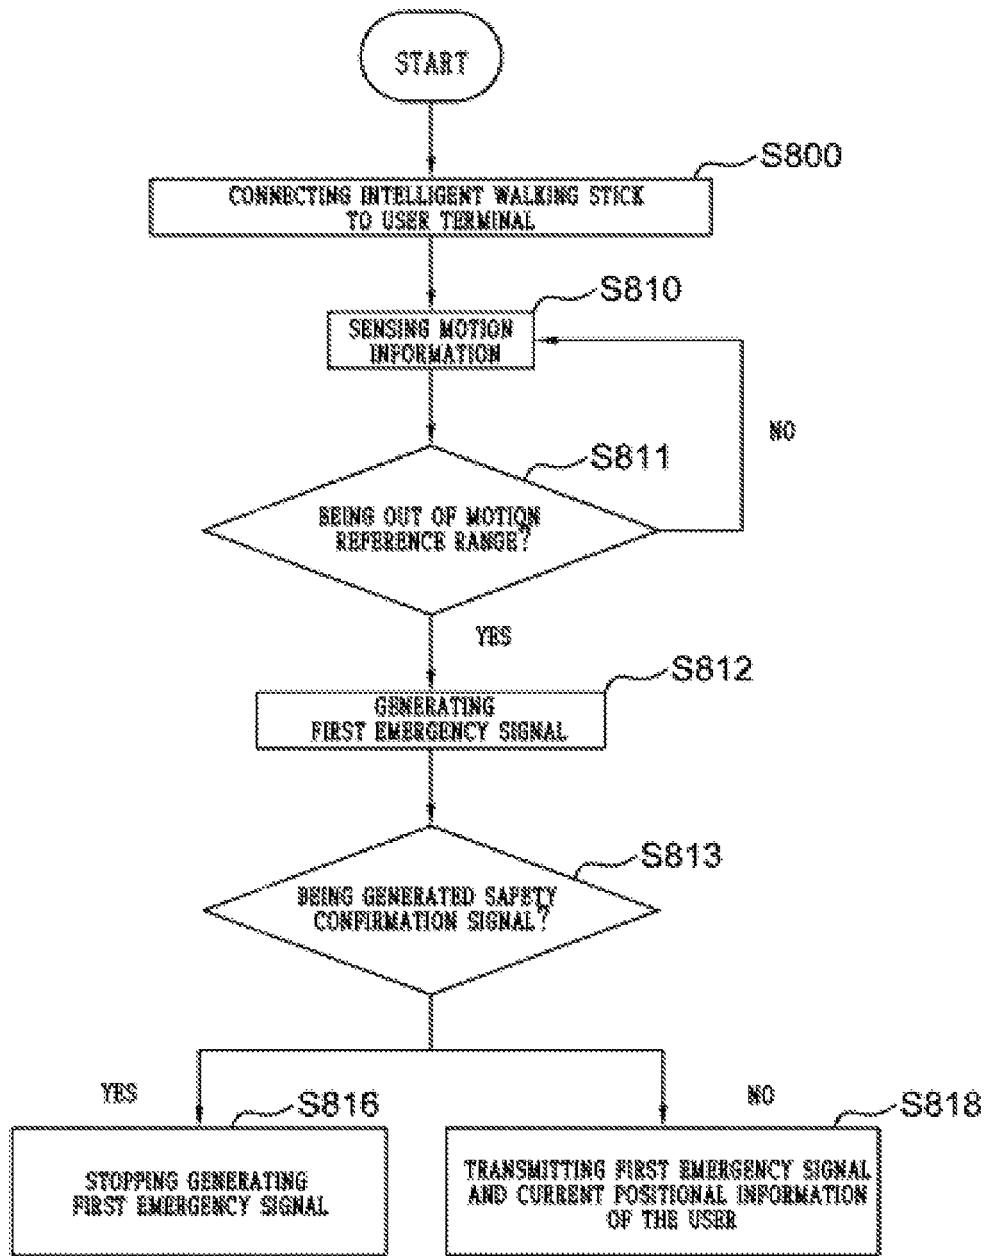 START
S800
CONNECTING INTELLIGENT WALKING STICK
TO USER TERMINAL
S810
SENSING MOTION
INFORMATION
NO
S811
BEING OUT OF MOTION
REFERENCE RANGE?
YES
S812
GENERATING
FIRST EMERGENCY SIGNAL
S813
BEING GENERATED SAFETY
CONFIRMATION SIGNAL?
YES
S816
STOPPING GENERATING
FIRST EMERGENCY SIGNAL
NO
S818
TRANSMITTING FIRST EMERGENCY SIGNAL
AND CURRENT POSITIONAL INFORMATION
OF THE USER